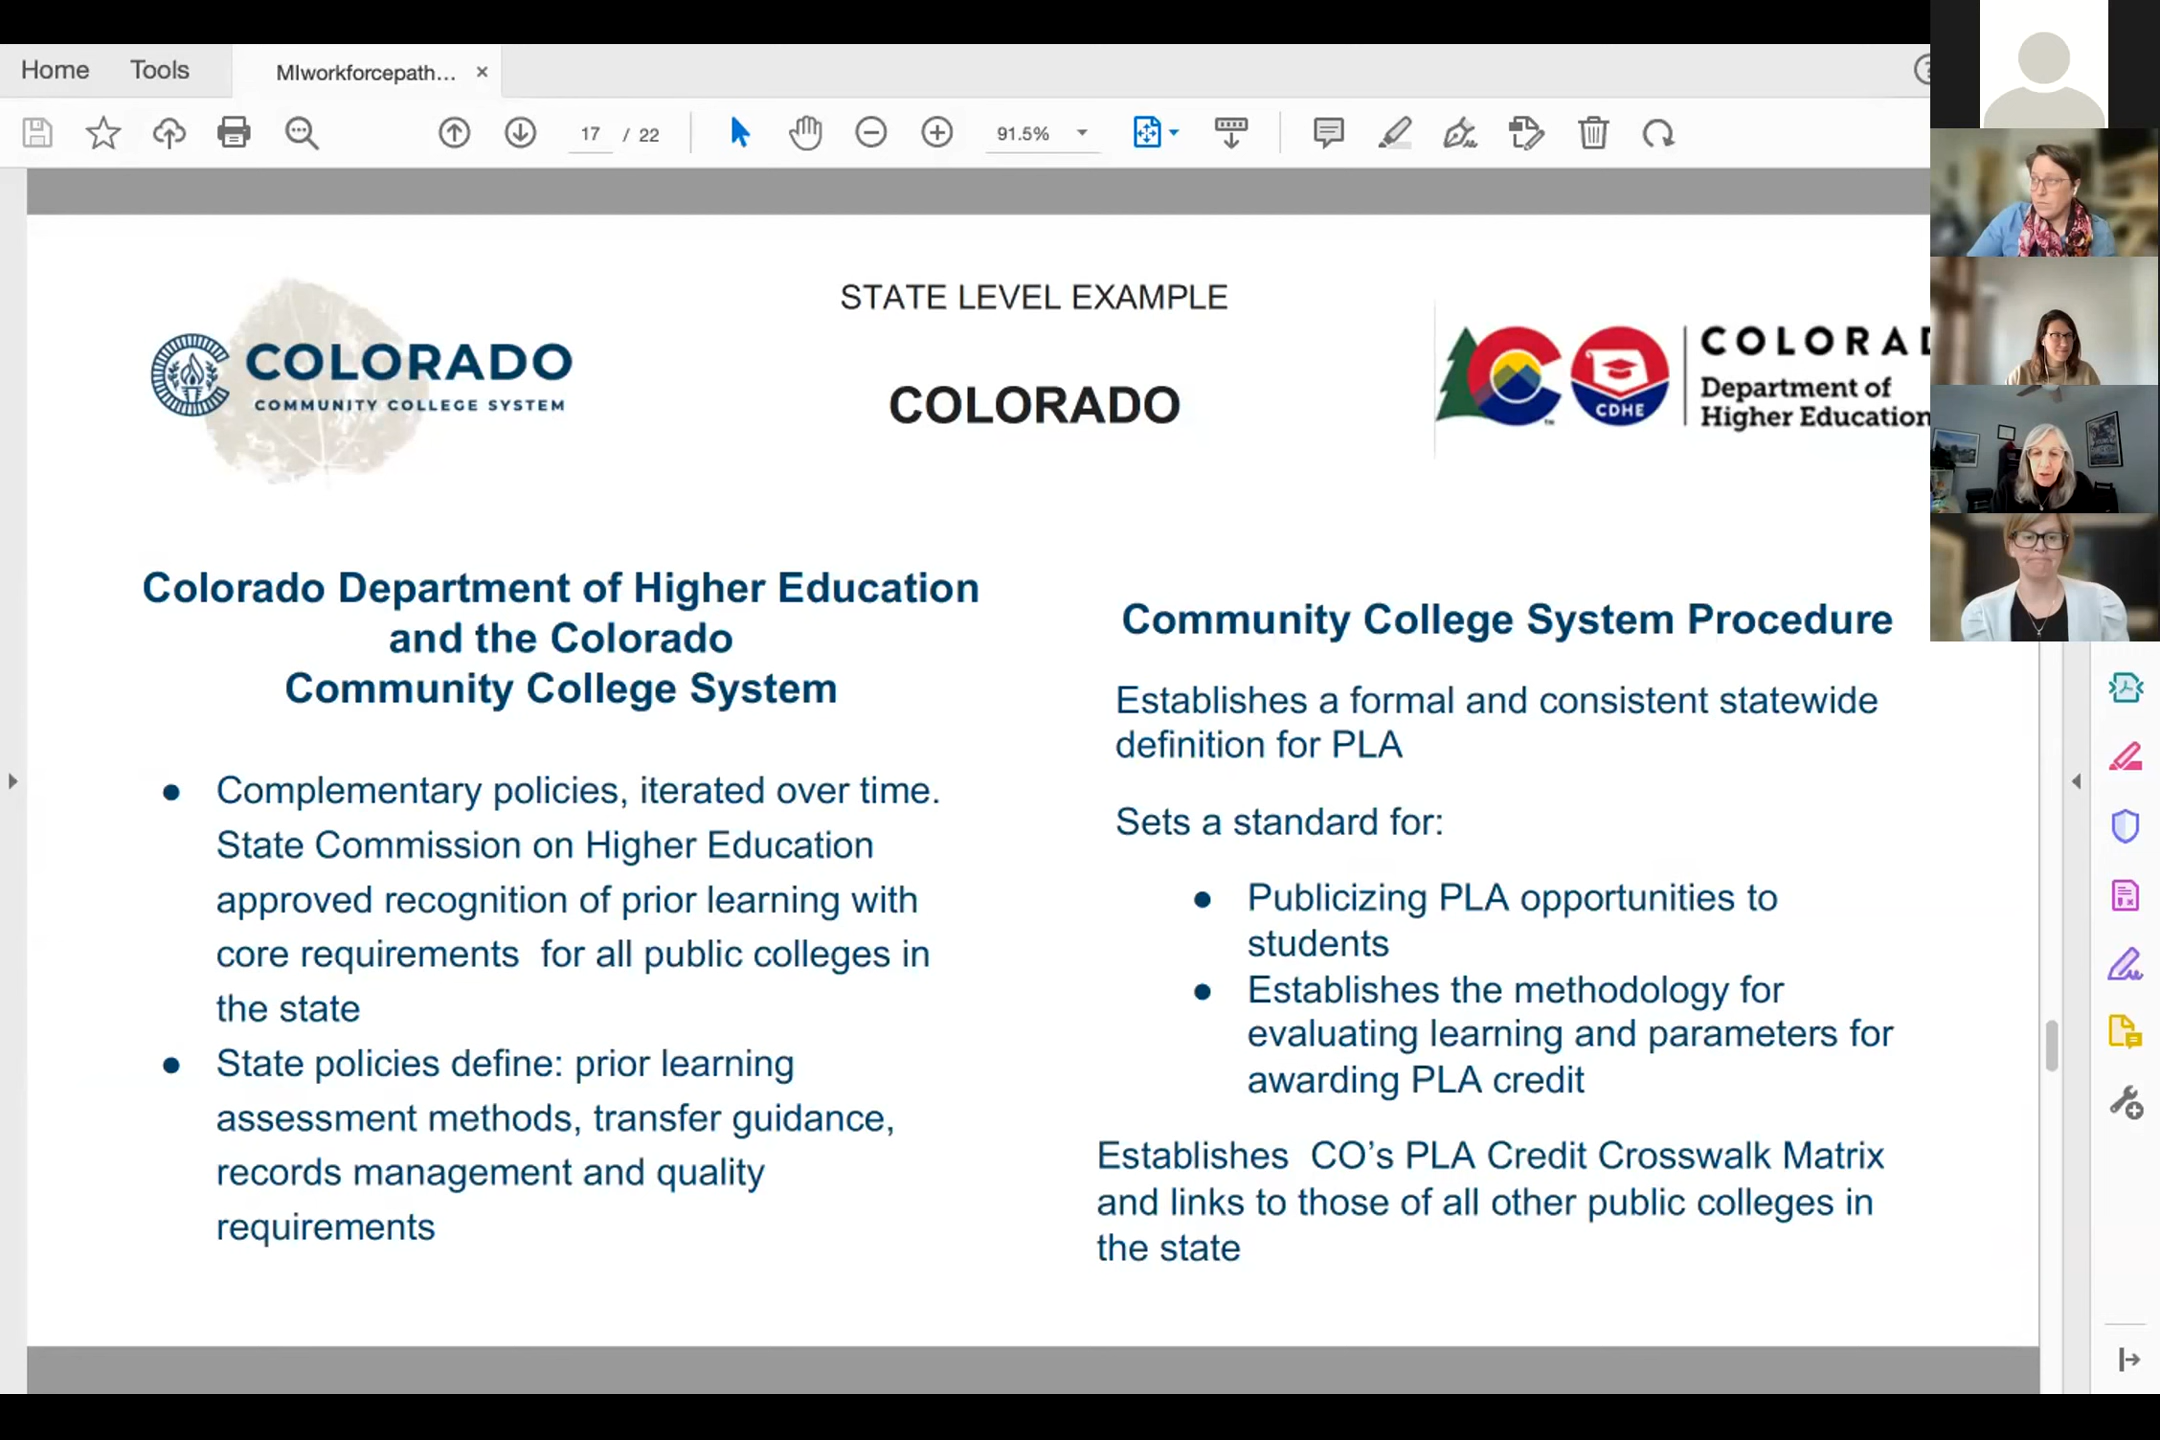 Home
Tools
MIworkforcepath...
17 / 22
91.5%
STATE LEVEL EXAMPLE
COLORADO
COLORADO
COMMUNITY COLLEGE SYSTEM
CDHE
Department of
Higher Education
Colorado Department of Higher Education
and the Colorado
Community College System
● Complementary policies, iterated over time.
State Commission on Higher Education
approved recognition of prior learning with
core requirements  for all public colleges in
the state
● State policies define: prior learning
assessment methods, transfer guidance,
records management and quality
requirements
Community College System Procedure
Establishes a formal and consistent statewide
definition for PLA
Sets a standard for:
● Publicizing PLA opportunities to
students
● Establishes the methodology for
evaluating learning and parameters for
awarding PLA credit
Establishes  CO’s PLA Credit Crosswalk Matrix
and links to those of all other public colleges in
the state